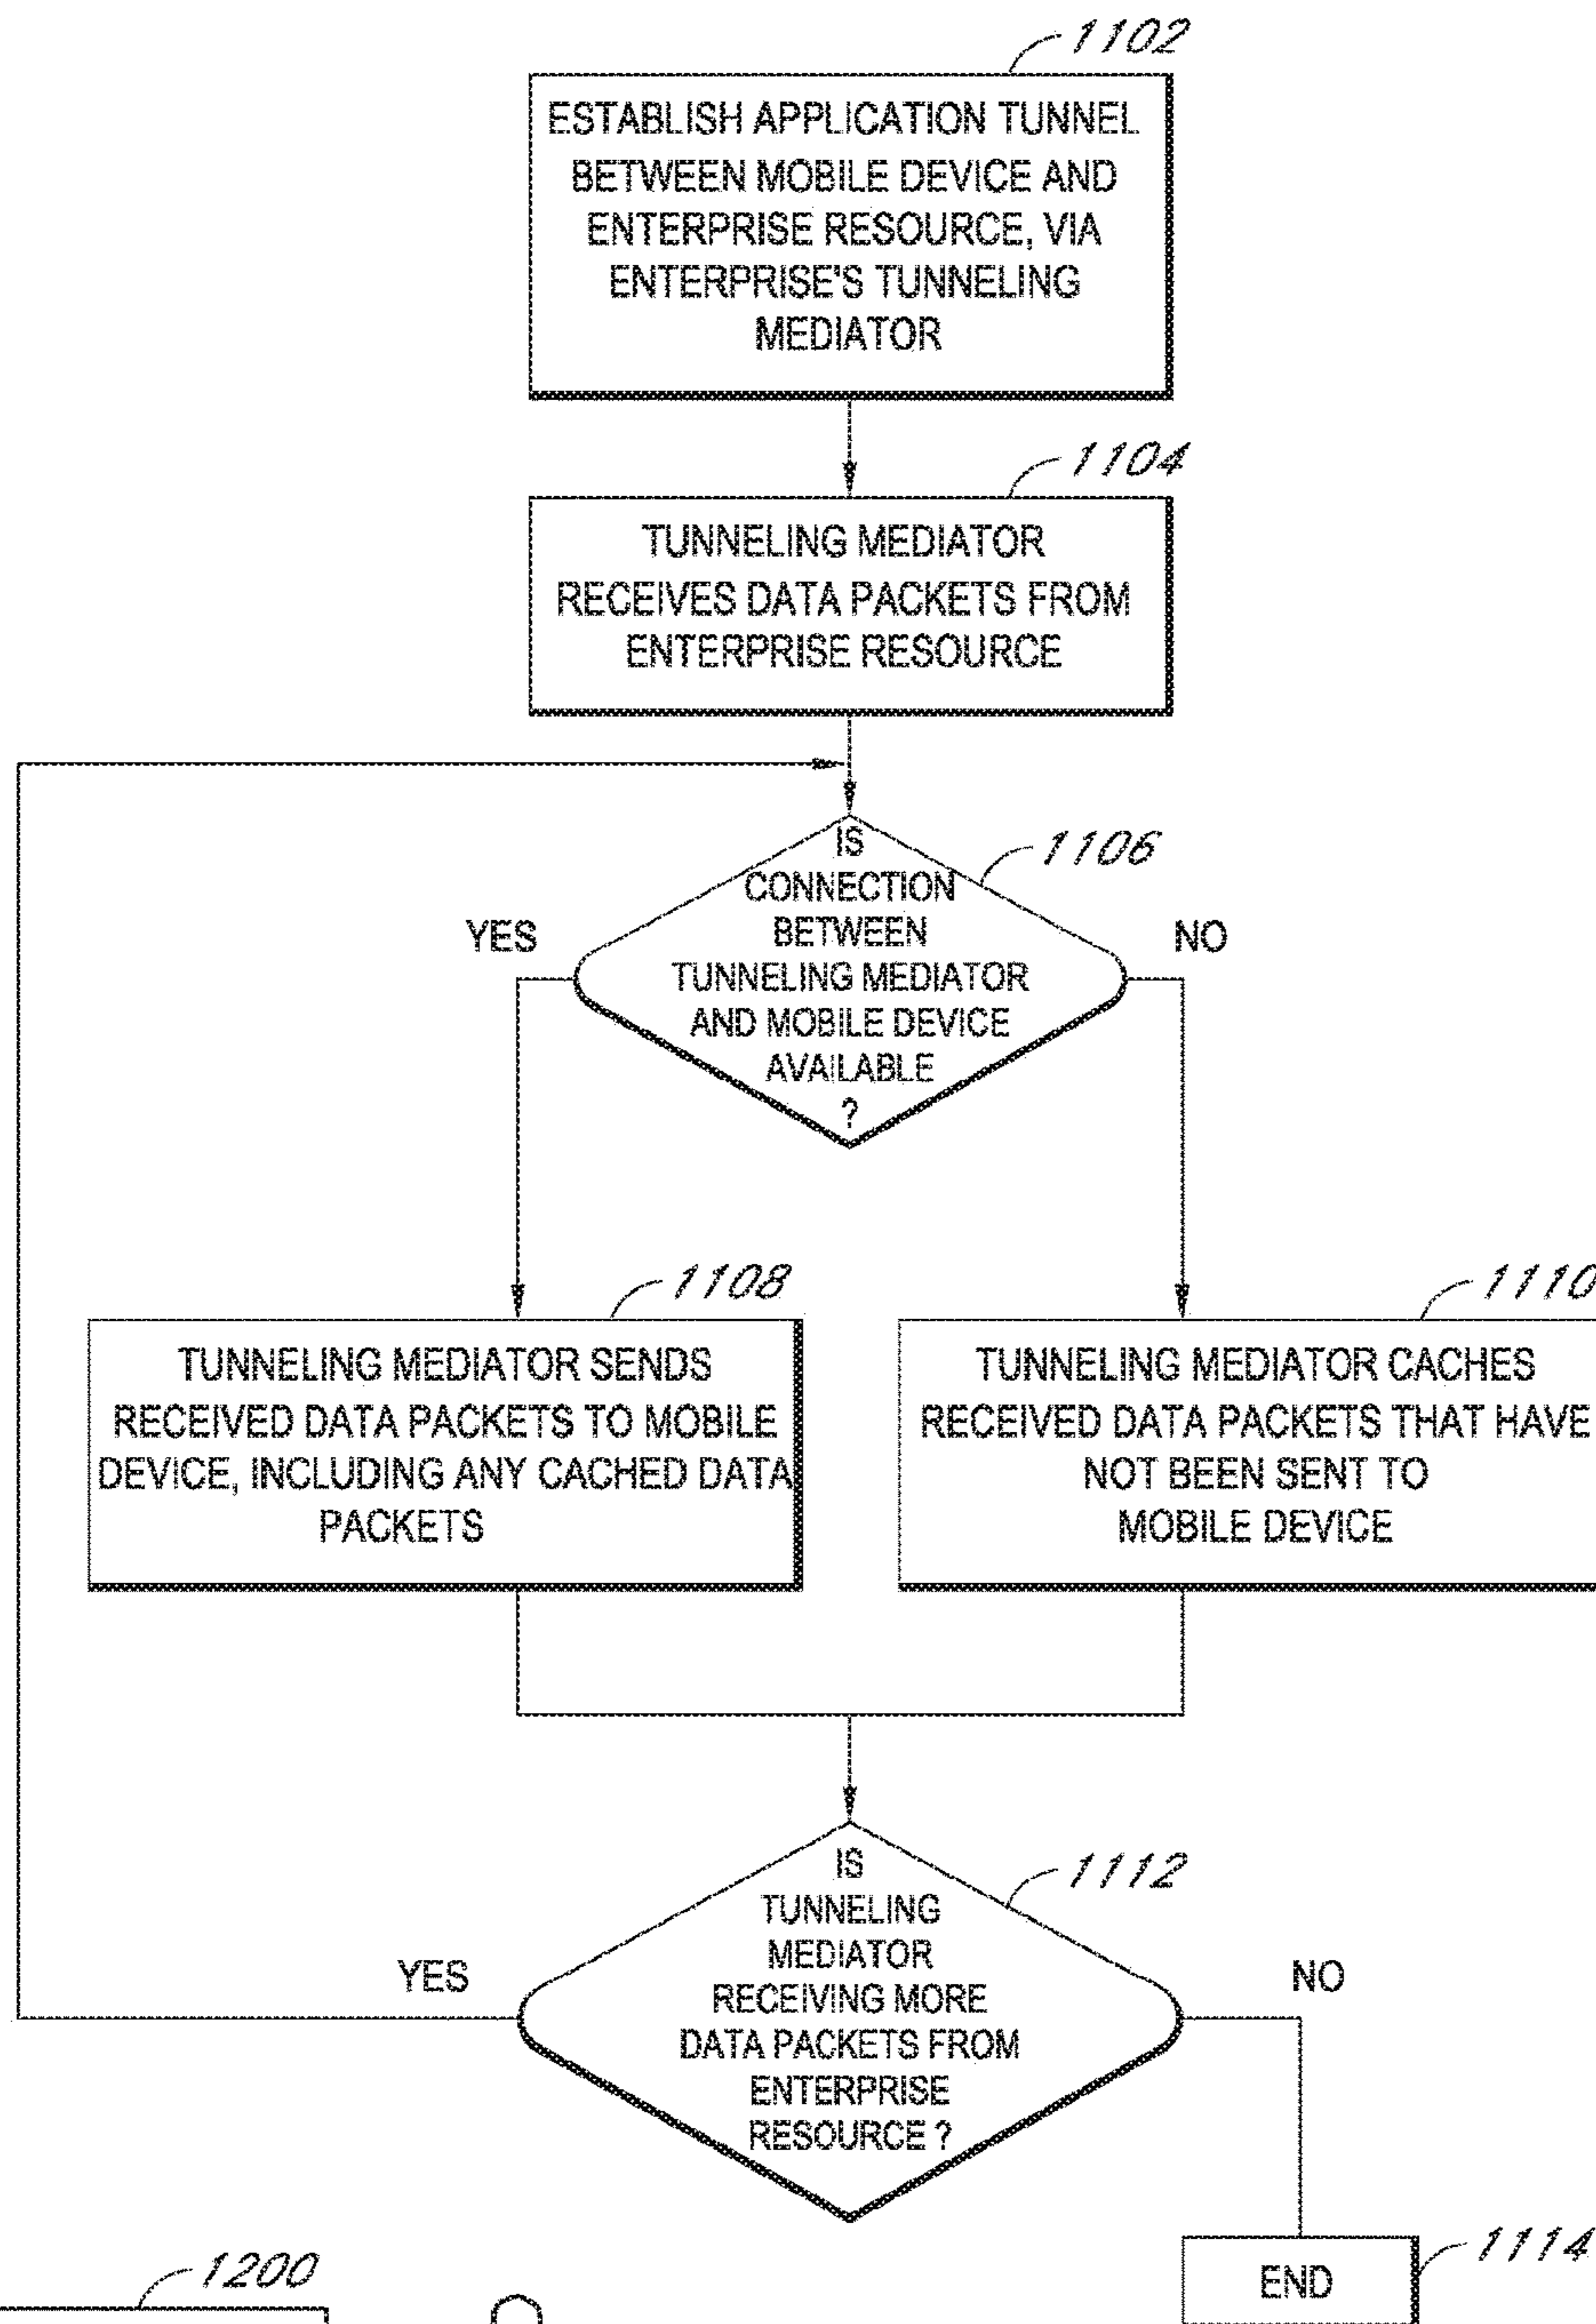 1102
ESTABLISH APPLICATION TUNNEL
BETWEEN MOBILE DEVICE AND
ENTERPRISE RESOURCE, VIA
ENTERPRISE'S TUNNELING
MEDIATOR
1104
TUNNELING MEDIATOR
RECEIVES DATA PACKETS FROM
ENTERPRISE RESOURCE
1106
IS
CONNECTION
BETWEEN
TUNNELING MEDIATOR
AND MOBILE DEVICE
AVAILABLE
?
YES
NO
1108
TUNNELING MEDIATOR SENDS
RECEIVED DATA PACKETS TO MOBILE
DEVICE, INCLUDING ANY CACHED DATA
PACKETS
1110
TUNNELING MEDIATOR CACHES
RECEIVED DATA PACKETS THAT HAVE
NOT BEEN SENT TO
MOBILE DEVICE
1112
IS
TUNNELING
MEDIATOR
RECEIVING MORE
DATA PACKETS FROM
ENTERPRISE
RESOURCE ?
YES
NO
1114
END
1200